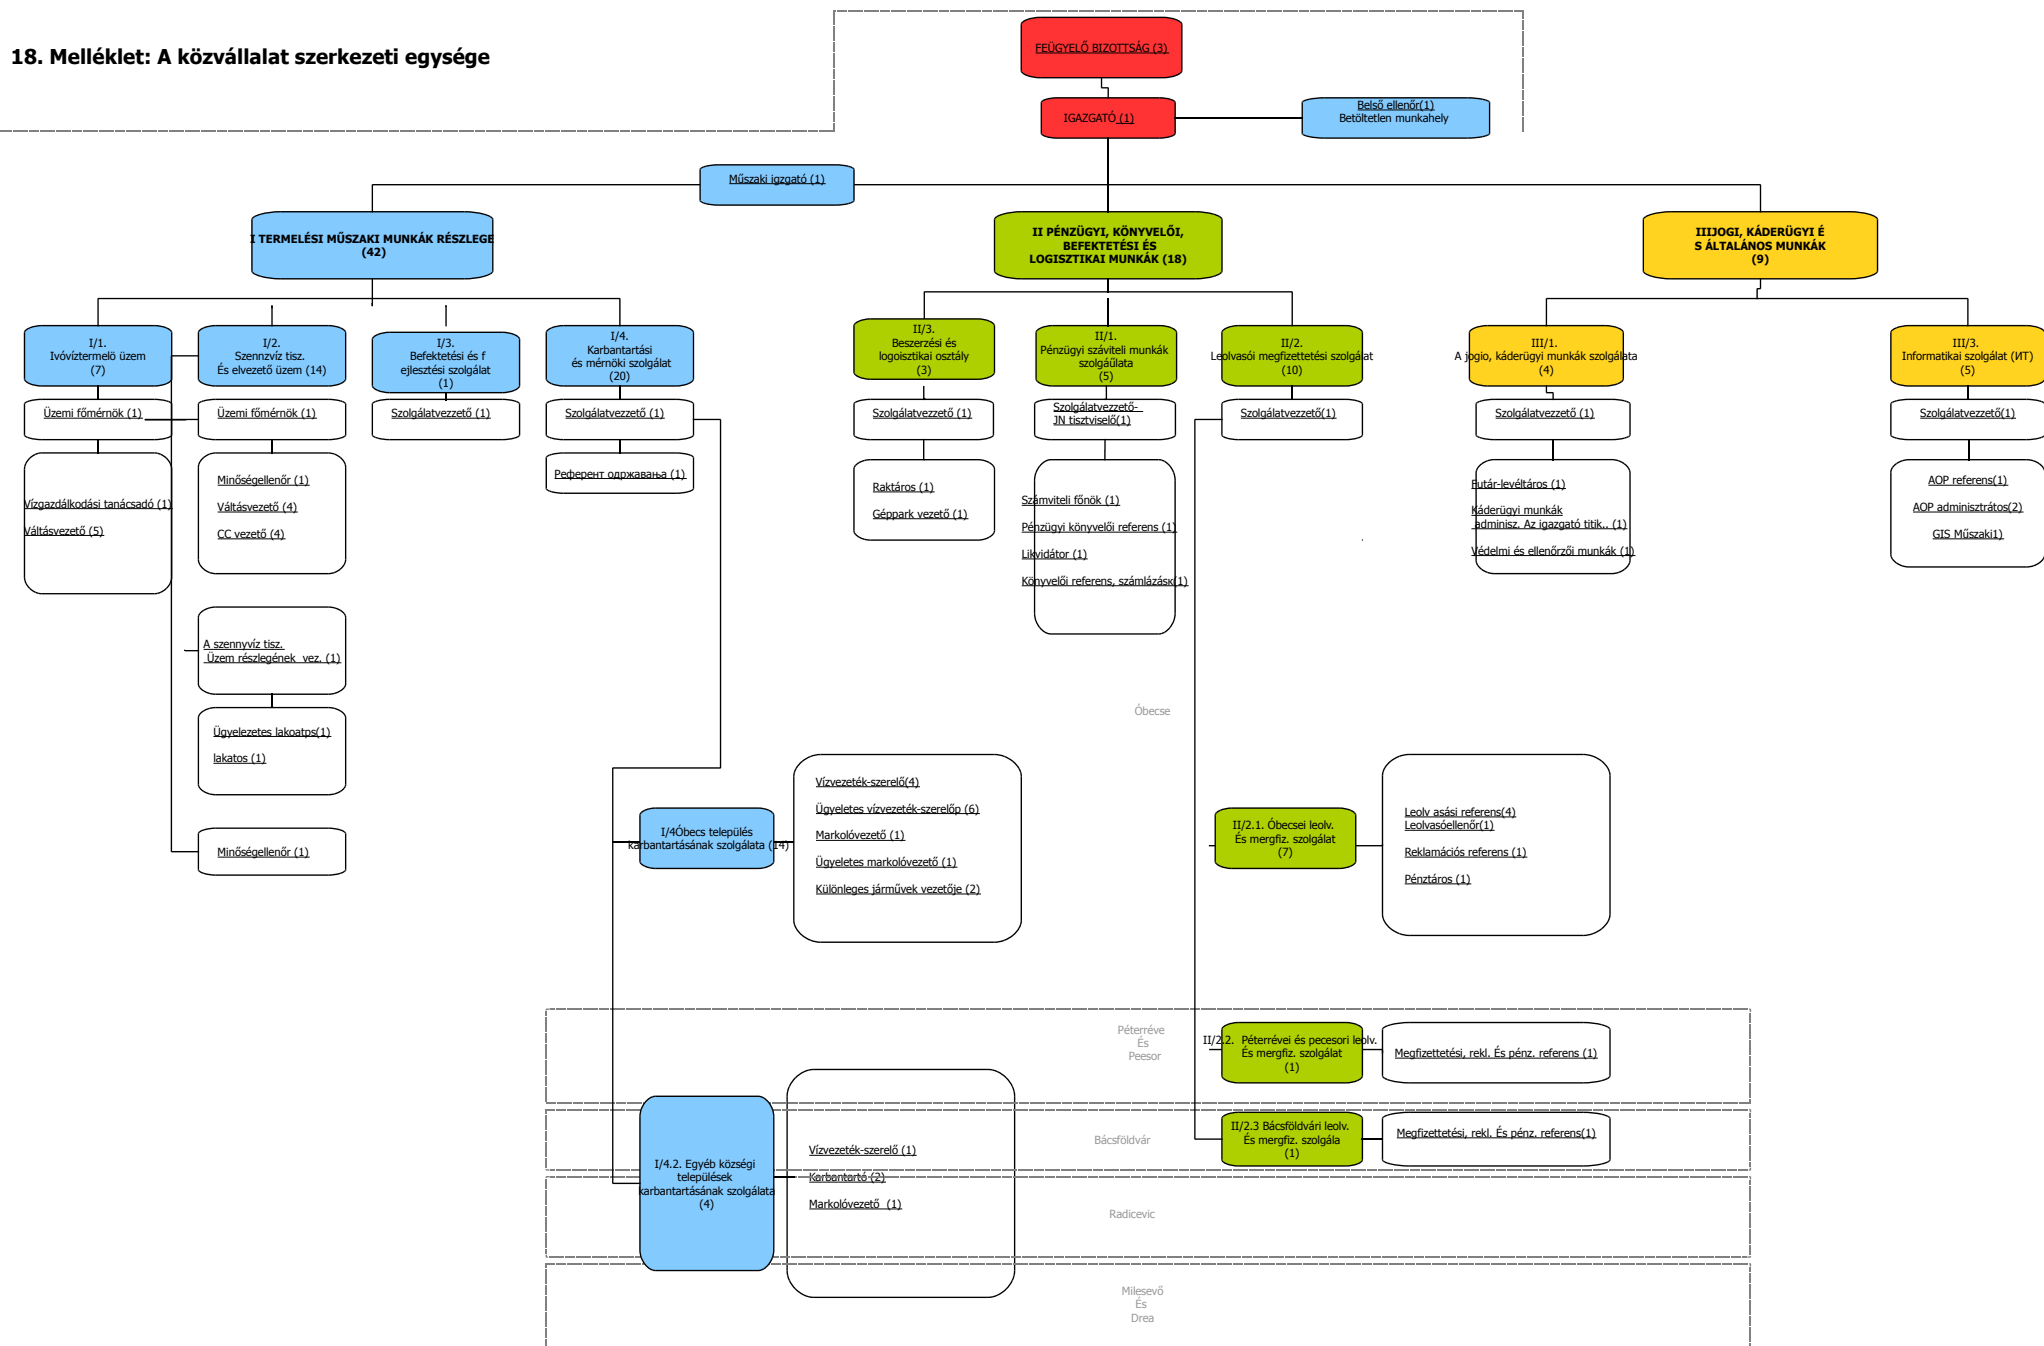 18. Melléklet: A közvállalat szerkezeti egysége
FEÜGYELŐ BIZOTTSÁG (3)
IGAZGATÓ (1)
Belső ellenőr(1)
Betöltetlen munkahely
Műszaki igzgató (1)
I TERMELÉSI MŰSZAKI MUNKÁK RÉSZLEGE
(42)
II PÉNZÜGYI, KÖNYVELŐI,
BEFEKTETÉSI ÉS
LOGISZTIKAI MUNKÁK (18)
IIIJOGI, KÁDERÜGYI É
S ÁLTALÁNOS MUNKÁK
(9)
I/1.
Ivóvíztermelö üzem
(7)
I/2.
Szennzvíz tisz.
És elvezető üzem (14)
I/3.
Befektetési és f
ejlesztési szolgálat
(1)
I/4.
Karbantartási
és mérnöki szolgálat
(20)
II/3.
Beszerzési és
logoisztikai osztály
(3)
II/1.
Pénzügyi száviteli munkák
szolgáűlata
(5)
II/2.
Leolvasói megfizettetési szolgálat
(10)
III/1.
A jogio, káderügyi munkák szolgálata
(4)
III/3.
Informatikai szolgálat (ИТ)
(5)
Üzemi főmérnök (1)
Üzemi főmérnök (1)
Szolgálatvezzető (1)
Szolgálatvezzető (1)
Szolgálatvezzető (1)
Szolgálatvezzető-
JN tisztviselő(1)
Szolgálatvezzető(1)
Szolgálatvezzető (1)
Szolgálatvezzető(1)
Vízgazdálkodási tanácsadó (1)
Váltásvezető (5)
Minőségellenőr (1)
Váltásvezető (4)
CC vezető (4)
Референт одржавања (1)
Raktáros (1)
Géppark vezető (1)
Számviteli főnök (1)
Pénzügyi könyvelői referens (1)
Likvidátor (1)
Könyvelői referens, számlázásк(1)
Futár-levéltáros (1)
Káderügyi munkák
adminisz. Az igazgató titik.. (1)
Védelmi és ellenőrzői munkák (1)
AOP referens(1)
AOP adminisztrátos(2)
GIS Műszaki1)
A szennyvíz tisz.
Üzem részlegének vez. (1)
Ügyelezetes lakoatps(1)
lakatos (1)
Minőségellenőr (1)
Óbecse
I/4Óbecs település
karbantartásának szolgálata (14)
Vízvezeték-szerelő(4)
Ügyeletes vízvezeték-szerelőp (6)
Markolóvezető (1)
Ügyeletes markolóvezető (1)
Különleges járművek vezetője (2)
II/2.1. Óbecsei leolv.
És mergfiz. szolgálat
(7)
Leolv asási referens(4)
Leolvasóellenőr(1)
Reklamációs referens (1)
Pénztáros (1)
Péterréve
És
Peesor
II/2.2. Péterrévei és pecesori leolv.
És mergfiz. szolgálat
(1)
Megfizettetési, rekl. És pénz. referens (1)
Bácsföldvár
II/2.3 Bácsföldvári leolv.
És mergfiz. szolgála
(1)
Megfizettetési, rekl. És pénz. referens(1)
I/4.2. Egyéb községi
települések
karbantartásának szolgálata
(4)
Vízvezeték-szerelő (1)
Karbantartó (2)
Markolóvezető (1)
Radicevic
Milesevő
És
Drea